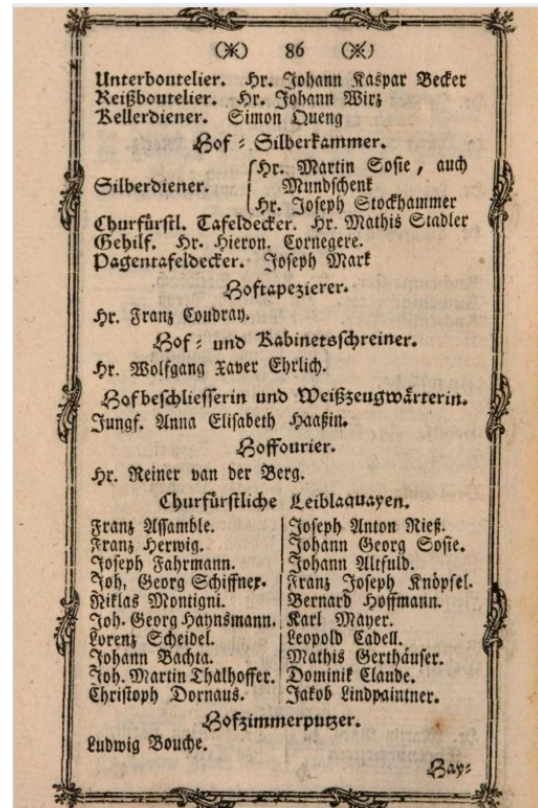 (※) 86 (※)
Unterboutelier. Hr. Johann Kaspar Becker
Reißboutelier. Hr. Johann Wirz
Kellerdiener. Simon Queng
Hof-Silberkammer.
Silberdiener. Hr. Martin Sosie, auch
Mundschenk
Hr. Joseph Stockhammer
Churfürstl. Tafeldecker. Hr. Mathis Stadler
Gehilf. Hr. Hieron. Cornegere.
Pagentafeldecker. Joseph Mark
Hoftapezierer.
Hr. Franz Coudray.
Hof- und Kabinetsschreiner.
Hr. Wolfgang Xaver Ehrlich.
Hofbeschliesserin und Weißzeugwärterin.
Jungf. Anna Elisabeth Haaßin.
Hoffourier.
Hr. Reiner van der Berg.
Churfürstliche Leiblaquayen.
Franz Assamble.
Franz Herwig.
Joseph Fahrmann.
Joh, Georg Schiffner.
Niklas Montigni.
Joh. Georg Haynsmann.
Lorenz Scheidel.
Johann Bachta.
Joh. Martin Thalhoffer.
Christoph Dornaus.
Joseph Anton Rieß.
Johann Georg Sosie.
Johann Altfuld.
Franz Joseph Knöpfel.
Bernard Hoffmann.
Karl Mayer.
Leopold Cadell.
Mathis Gerthäuser.
Dominik Claude.
Jakob Lindpaintner.
Hofzimmerputzer.
Ludwig Bouche.
Hay-